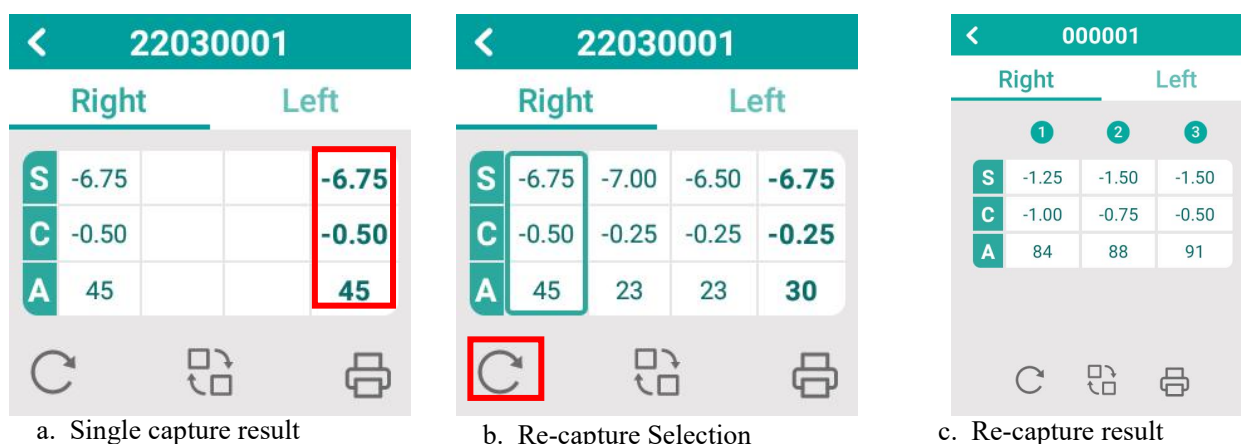 22030001
Right Left
S -6.75 -6.75
C -0.50 -0.50
A 45 45
a. Single capture result
22030001
Right Left
S -6.75 -7.00 -6.50 -6.75
C -0.50 -0.25 -0.25 -0.25
A 45 23 23 30
b. Re-capture Selection
000001
Right Left
1 2 3
S -1.25 -1.50 -1.50
C -1.00 -0.75 -0.50
A 84 88 91
c. Re-capture result